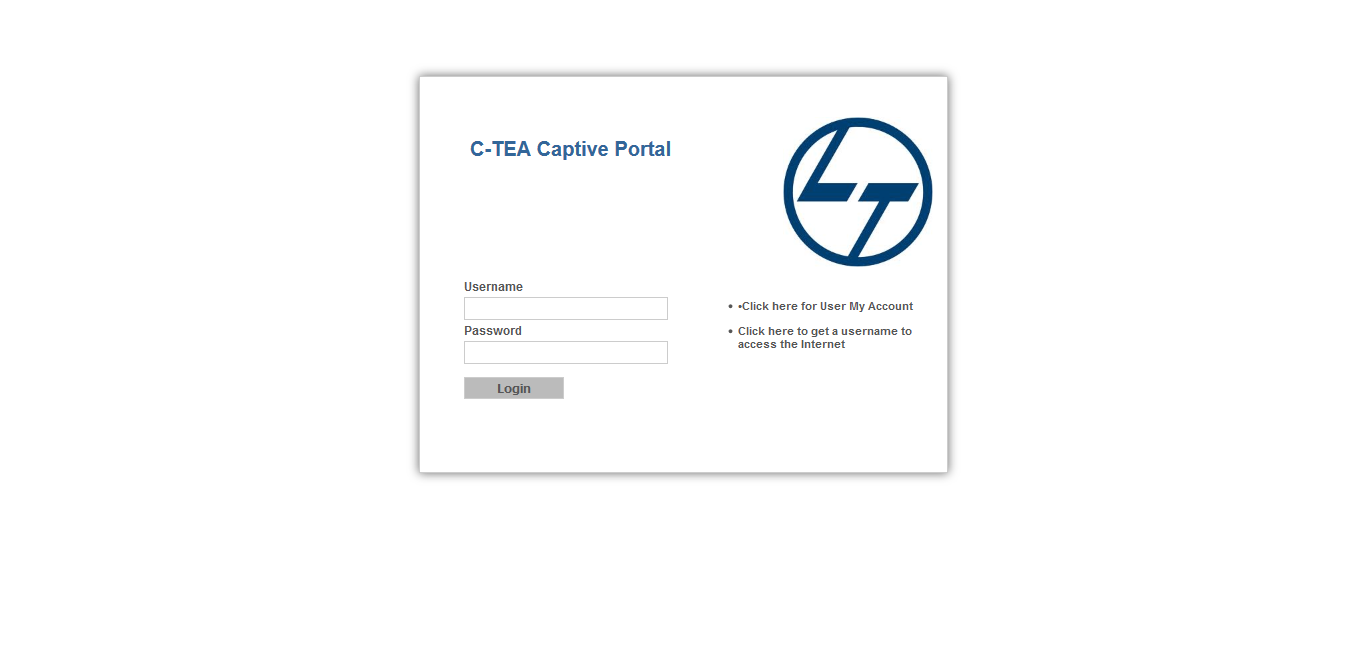 C-TEA Captive Portal
LT
Username
Password
Login
• •Click here for User My Account
• Click here to get a username to
access the Internet